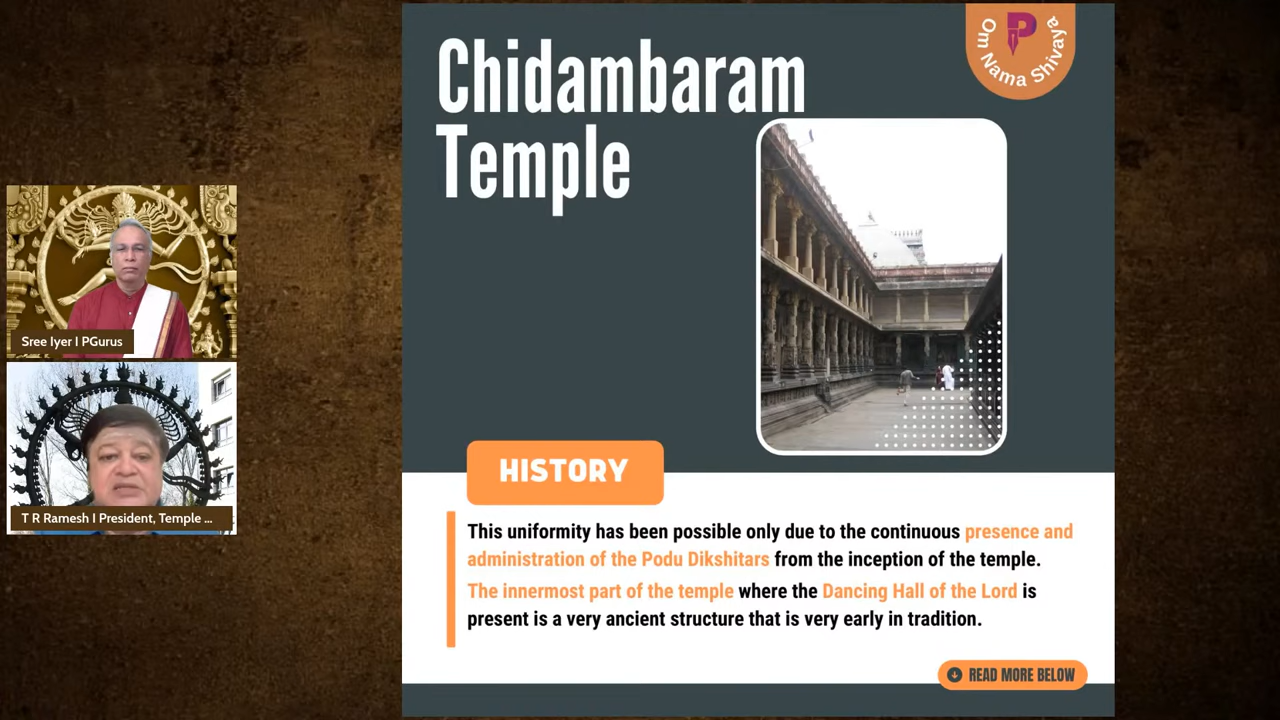 Chidambaram
Temple
Om Nama Shivaya
HISTORY
This uniformity has been possible only due to the continuous presence and
administration of the Podu Dikshitars from the inception of the temple.
The innermost part of the temple where the Dancing Hall of the Lord is
present is a very ancient structure that is very early in tradition.
READ MORE BELOW
Sree Iyer I PGurus
T R Ramesh I President, Temple ...